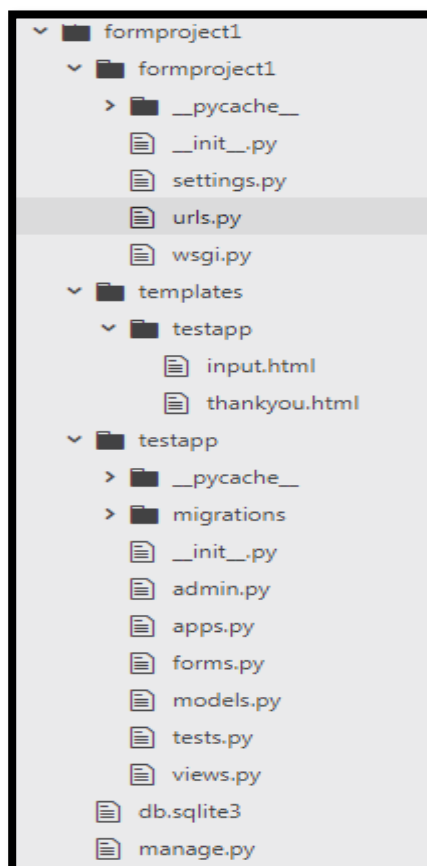 formproject1
formproject1
__pycache__
__init__.py
settings.py
urls.py
wsgi.py
templates
testapp
input.html
thankyou.html
testapp
__pycache__
migrations
__init__.py
admin.py
apps.py
forms.py
models.py
tests.py
views.py
db.sqlite3
manage.py